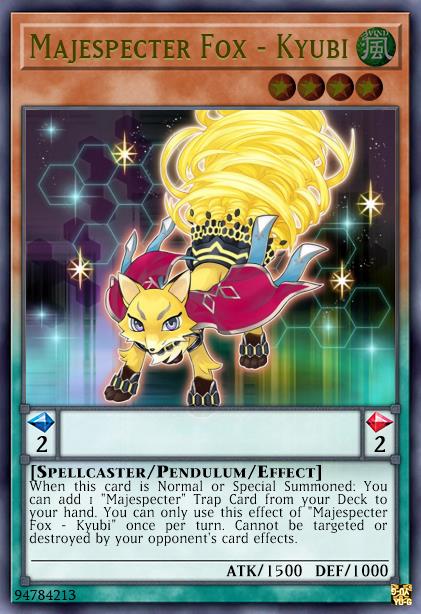 Majespecter Fox - Kyubi
WIND
風
2 2
[Spellcaster/Pendulum/Effect]
When this card is Normal or Special Summoned: You
can add 1 "Majespecter" Trap Card from your Deck to
your hand. You can only use this effect of "Majespecter
Fox - Kyubi" once per turn. Cannot be targeted or
destroyed by your opponent's card effects.
ATK/1500 DEF/1000
94784213